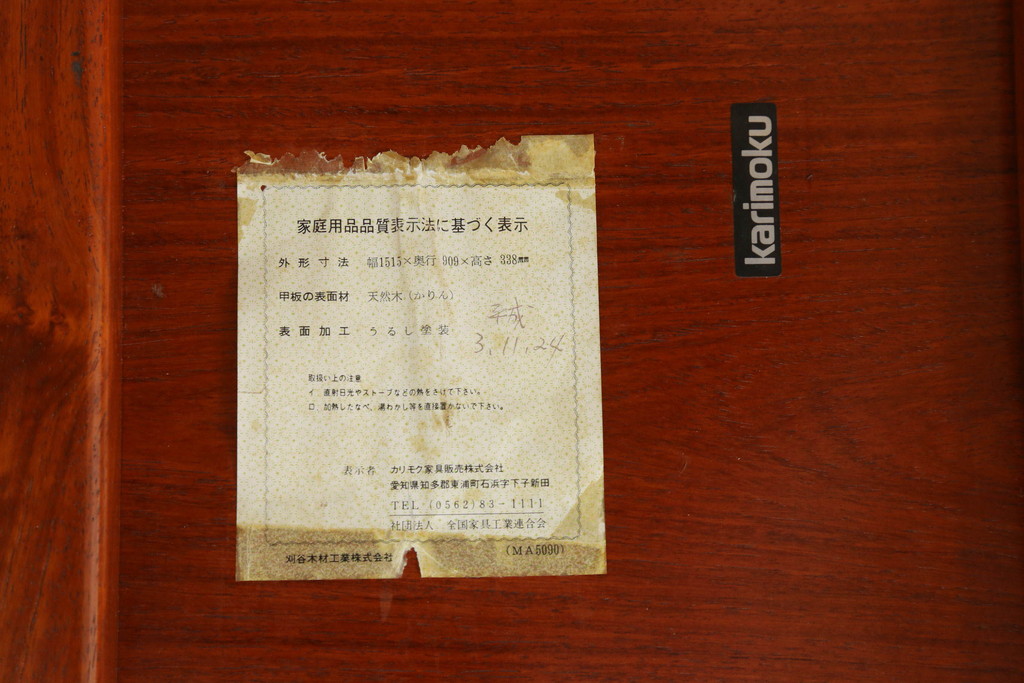 家庭用品品質表示法に基づく表示
外形寸法 幅1515×奥行 909×高さ 338mm
甲板の表面材 天然木(かりん)
表面加工 うるし塗装
平成
3.11.24
取扱い上の注意
イ 直射日光やストーブなどの熱をさけて下さい。
ロ 加熱したなべ、湯わかし等を直接置かないで下さい。
表示者 カリモク家具販売株式会社
愛知県知多郡東浦町石浜字下子新田
TEL (0562)83-1111
社団法人 全国家具工業連合会
(MA5090)
刈谷木材工業株式会社
karimoku